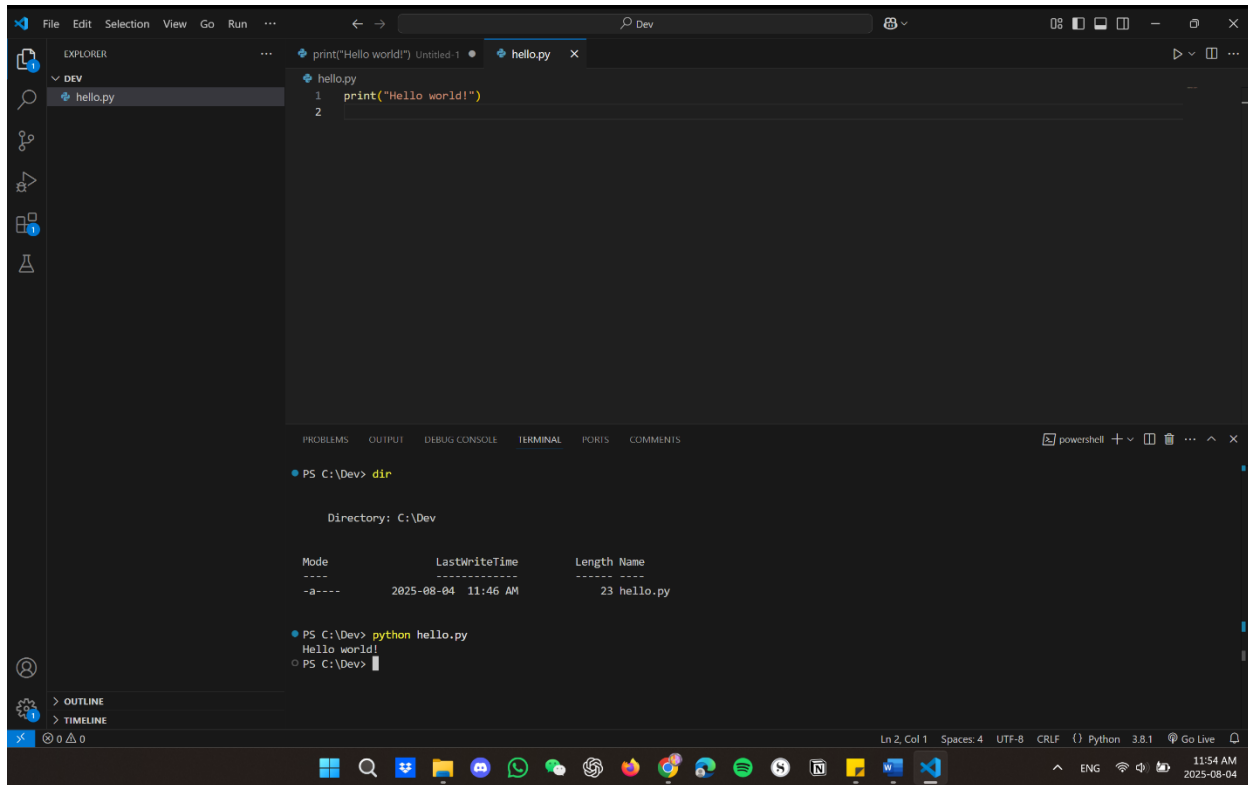 File Edit Selection View Go Run ···
Dev
EXPLORER ···
print("Hello world!") Untitled-1
hello.py
DEV
hello.py
hello.py
1 print("Hello world!")
2
PROBLEMS OUTPUT DEBUG CONSOLE TERMINAL PORTS COMMENTS
powershell
PS C:\Dev> dir
Directory: C:\Dev
Mode LastWriteTime Length Name
---- ------------- ------ ----
-a---- 2025-08-04 11:46 AM 23 hello.py
PS C:\Dev> python hello.py
Hello world!
PS C:\Dev>
OUTLINE
TIMELINE
1
1
1
0 0
Ln 2, Col 1 Spaces: 4 UTF-8 CRLF {} Python 3.8.1 Go Live
ENG
11:54 AM
2025-08-04